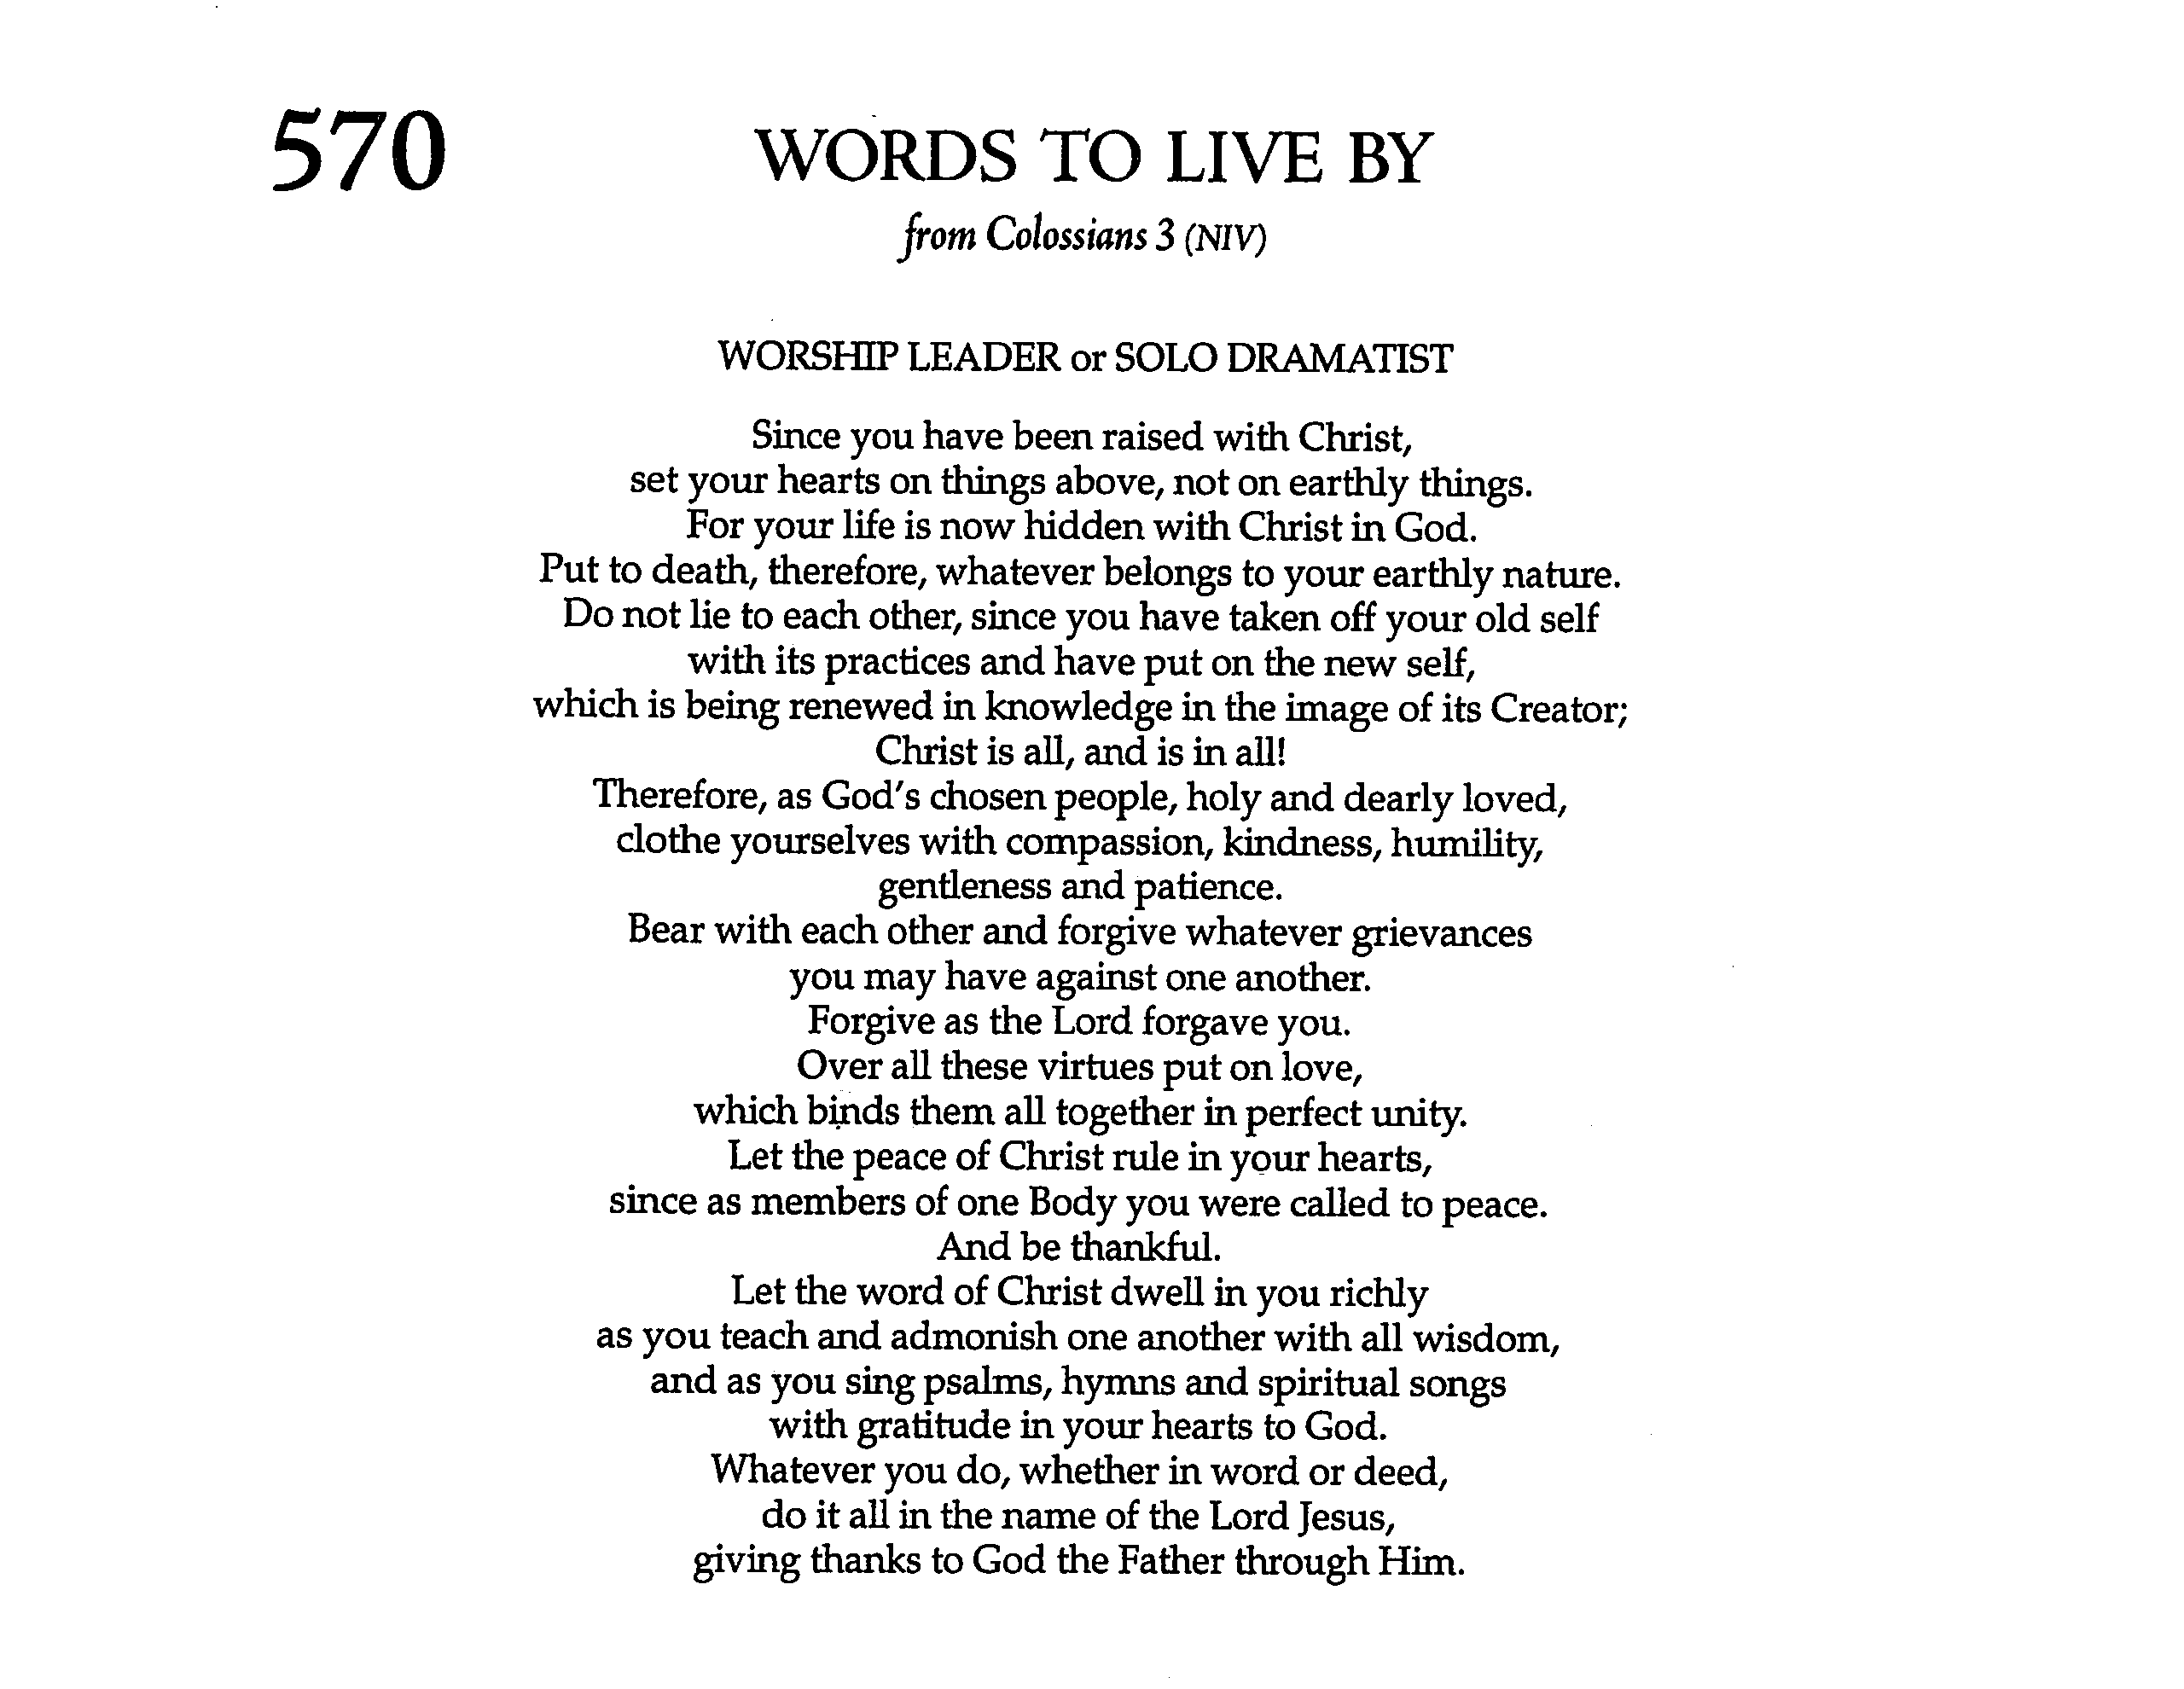 570
WORDS TO LIVE BY
from Colossians 3 (NIV)
WORSHIP LEADER or SOLO DRAMATIST
Since you have been raised with Christ,
set your hearts on things above, not on earthly things.
For your life is now hidden with Christ in God.
Put to death, therefore, whatever belongs to your earthly nature.
Do not lie to each other, since you have taken off your old self
with its practices and have put on the new self,
which is being renewed in knowledge in the image of its Creator;
Christ is all, and is in all!
Therefore, as God's chosen people, holy and dearly loved,
clothe yourselves with compassion, kindness, humility,
gentleness and patience.
Bear with each other and forgive whatever grievances
you may have against one another.
Forgive as the Lord forgave you.
Over all these virtues put on love,
which binds them all together in perfect unity.
Let the peace of Christ rule in your hearts,
since as members of one Body you were called to peace.
And be thankful.
Let the word of Christ dwell in you richly
as you teach and admonish one another with all wisdom,
and as you sing psalms, hymns and spiritual songs
with gratitude in your hearts to God.
Whatever you do, whether in word or deed,
do it all in the name of the Lord Jesus,
giving thanks to God the Father through Him.